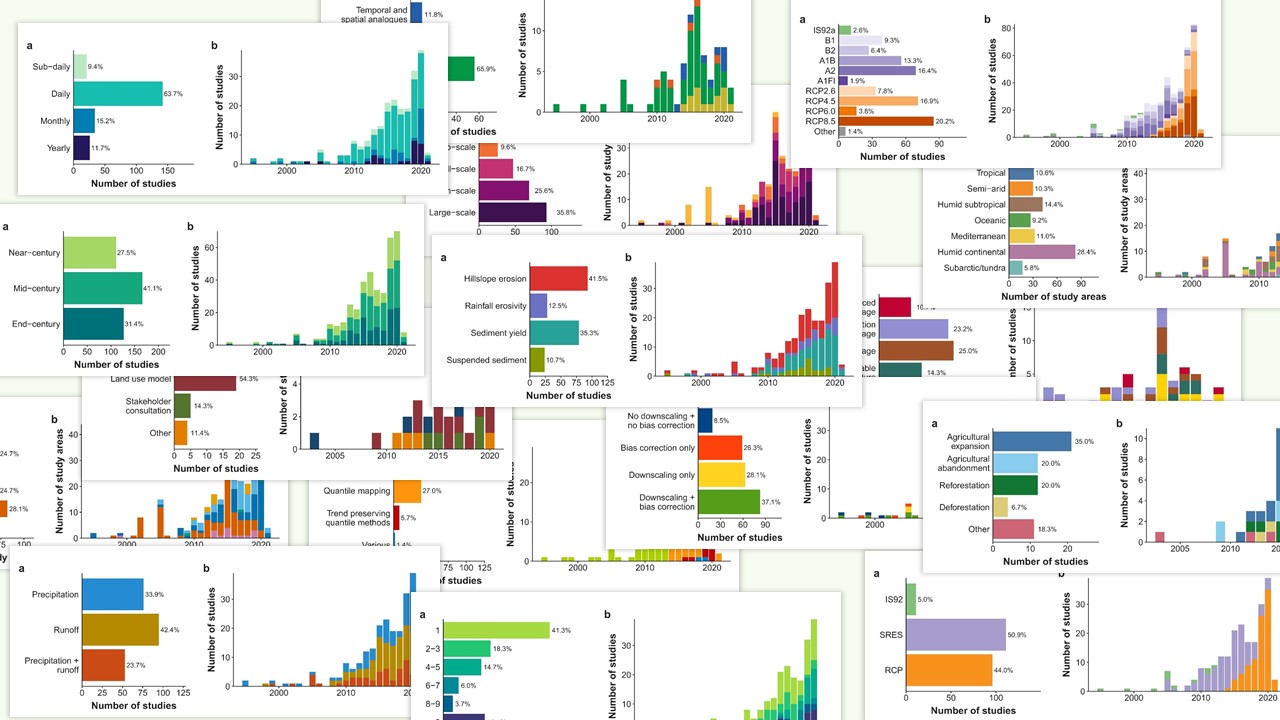 Temporal and
spatial analogues
11.8%
65.9%
40 60
of studies
Number of studies
10
5
0
2000 2010 2020
a
Sub-daily
9.4%
Daily
63.7%
Monthly
15.2%
Yearly
11.7%
0 50 100 150
Number of studies
b
Number of studies
30
20
10
0
2000 2010 2020
a
IS92a
2.6%
B1
9.3%
B2
6.4%
A1B
13.3%
A2
16.4%
A1FI
1.9%
RCP2.6
7.8%
RCP4.5
16.9%
RCP6.0
3.8%
RCP8.5
20.2%
Other
1.4%
0 30 60 90
Number of studies
b
Number of studies
80
60
40
20
0
2000 2010 2020
9.6%
16.7%
25.6%
Large-scale
35.8%
0 50 100
Number of study
30
20
10
0
2000 2010 2020
Tropical
10.6%
Semi-arid
10.3%
Humid subtropical
14.4%
Oceanic
9.2%
Mediterranean
11.0%
Humid continental
28.4%
Subarctic/tundra
5.8%
0 30 60 90
Number of study areas
Number of study areas
40
30
20
10
0
2000 2010
a
Near-century
27.5%
Mid-century
41.1%
End-century
31.4%
0 50 100 150 200
Number of studies
b
Number of studies
60
40
20
0
2000 2010 2020
a
Hillslope erosion
41.5%
Rainfall erosivity
12.5%
Sediment yield
35.3%
Suspended sediment
10.7%
0 25 50 75 100 125
Number of studies
b
Number of studies
30
20
10
0
2000 2010 2020
23.2%
25.0%
14.3%
of studies
15
10
5
Land use model
54.3%
Stakeholder
consultation
14.3%
Other
11.4%
0 5 10 15 20 25
Number of studies
4
2
0
2005 2010 2015 2020
24.7%
24.7%
28.1%
100
b
Number of study areas
40
30
20
10
0
2000 2010 2020
Quantile mapping
27.0%
Trend preserving
quantile methods
5.7%
Various
1.4%
75 100 125
of studies
Number of studies
20
10
0
2000 2010 2020
No downscaling +
no bias correction
8.5%
Bias correction only
26.3%
Downscaling only
28.1%
Downscaling +
bias correction
37.1%
0 30 60 90
Number of studies
Number of studies
30
20
10
0
2000
a
Agricultural
expansion
35.0%
Agricultural
abandonment
20.0%
Reforestation
20.0%
Deforestation
6.7%
Other
18.3%
0 10 20
Number of studies
b
Number of studies
10
8
6
4
2
0
2005 2010
a
Precipitation
33.9%
Runoff
42.4%
Precipitation +
runoff
23.7%
0 25 50 75 100 125
Number of studies
b
Number of studies
30
20
10
0
2000 2010
a
1
41.3%
2–3
18.3%
4–5
14.7%
6–7
6.0%
8–9
3.7%
b
Number of studies
30
20
10
a
IS92
5.0%
SRES
50.9%
RCP
44.0%
0 50 100
Number of studies
b
Number of studies
30
20
10
0
2000 2010 2020